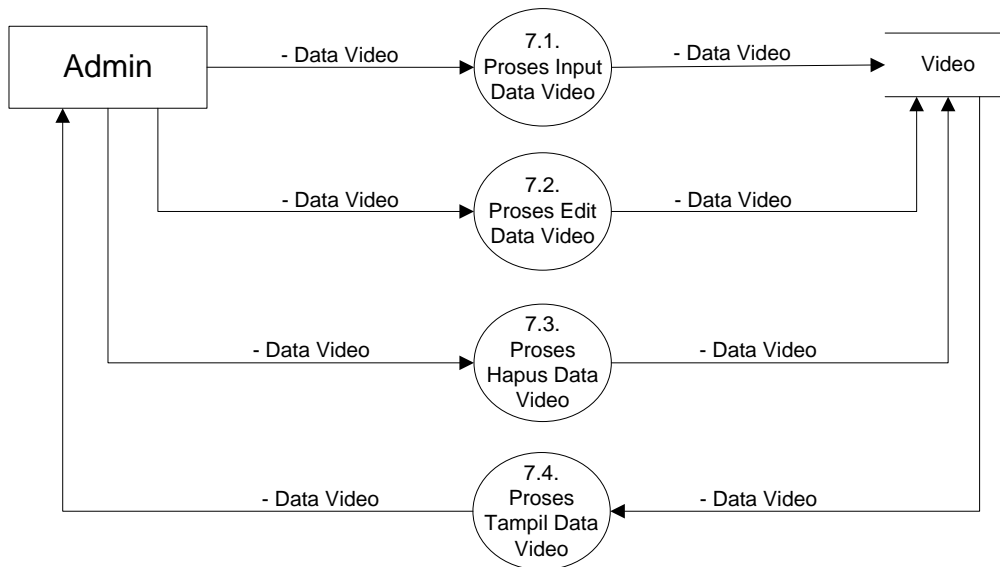 Admin
- Data Video
7.1.
Proses Input
Data Video
- Data Video
Video
- Data Video
7.2.
Proses Edit
Data Video
- Data Video
- Data Video
7.3.
Proses
Hapus Data
Video
- Data Video
- Data Video
7.4.
Proses
Tampil Data
Video
- Data Video